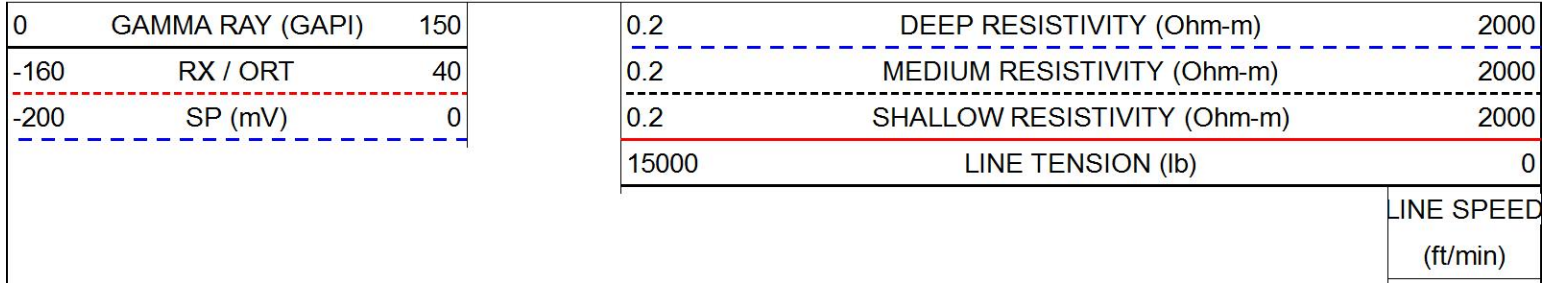 0 GAMMA RAY (GAPI) 150
-160 RX / ORT 40
-200 SP (mV) 0
0.2 DEEP RESISTIVITY (Ohm-m) 2000
0.2 MEDIUM RESISTIVITY (Ohm-m) 2000
0.2 SHALLOW RESISTIVITY (Ohm-m) 2000
15000 LINE TENSION (lb) 0
LINE SPEED
(ft/min)